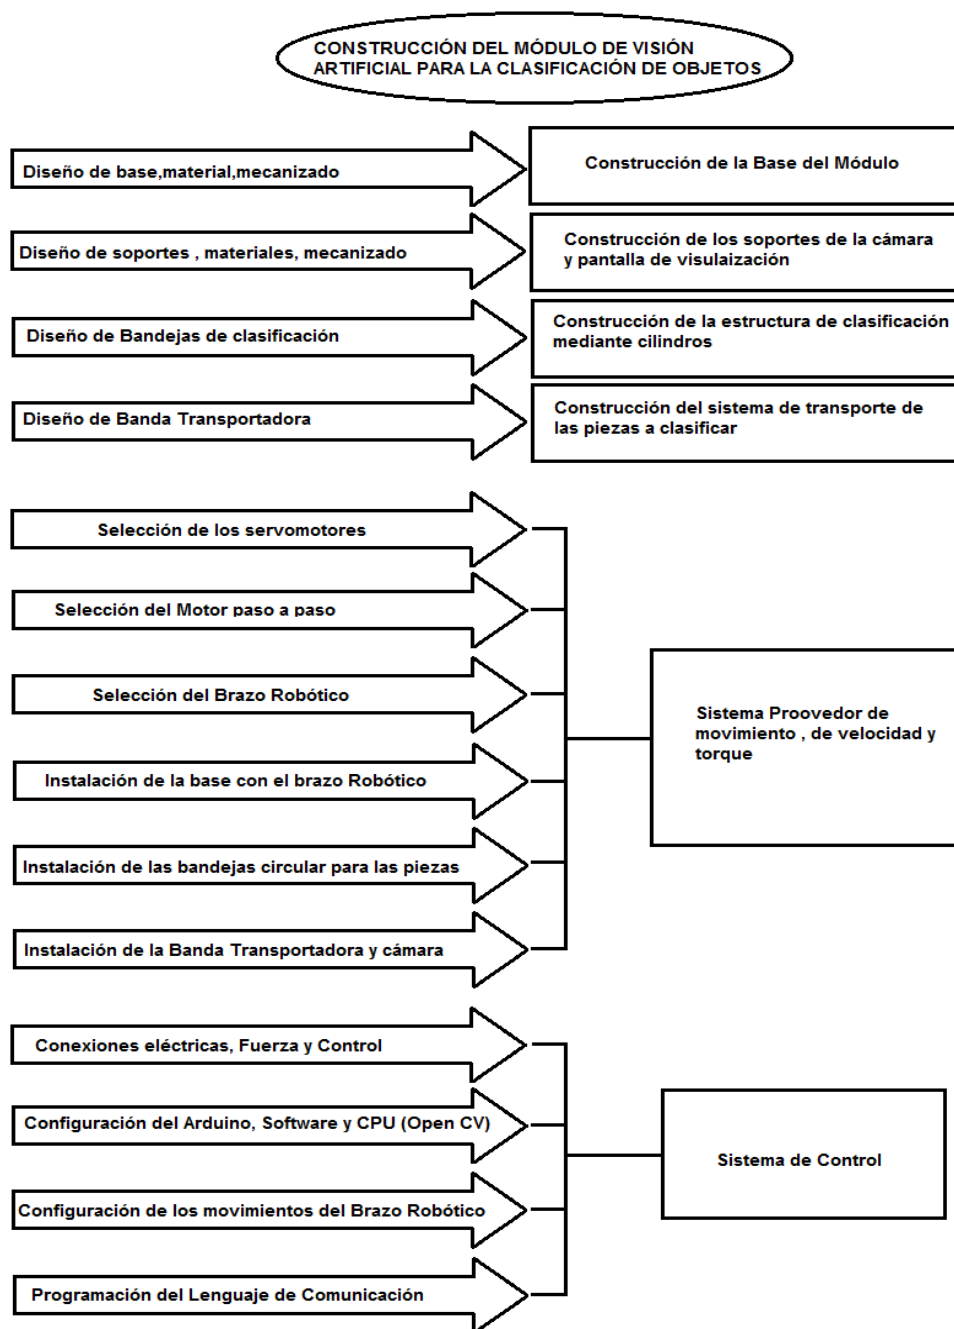 CONSTRUCCIÓN DEL MÓDULO DE VISIÓN
ARTIFICIAL PARA LA CLASIFICACIÓN DE OBJETOS
Diseño de base,material,mecanizado
Construcción de la Base del Módulo
Diseño de soportes , materiales, mecanizado
Construcción de los soportes de la cámara
y pantalla de visulaización
Diseño de Bandejas de clasificación
Construcción de la estructura de clasificación
mediante cilindros
Diseño de Banda Transportadora
Construcción del sistema de transporte de
las piezas a clasificar
Selección de los servomotores
Selección del Motor paso a paso
Selección del Brazo Robótico
Instalación de la base con el brazo Robótico
Instalación de las bandejas circular para las piezas
Instalación de la Banda Transportadora y cámara
Sistema Proovedor de
movimiento , de velocidad y
torque
Conexiones eléctricas, Fuerza y Control
Configuración del Arduino, Software y CPU (Open CV)
Configuración de los movimientos del Brazo Robótico
Programación del Lenguaje de Comunicación
Sistema de Control